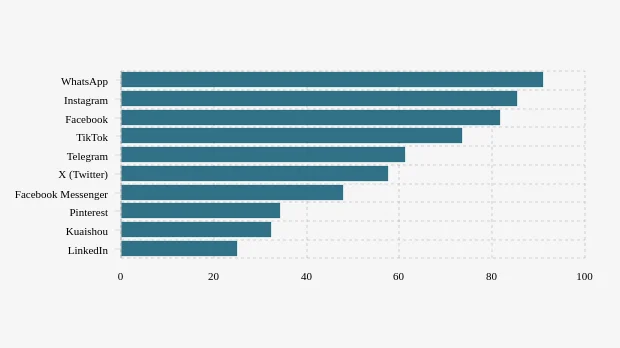 WhatsApp
Instagram
Facebook
TikTok
Telegram
X (Twitter)
Facebook Messenger
Pinterest
Kuaishou
LinkedIn
0 20 40 60 80 100